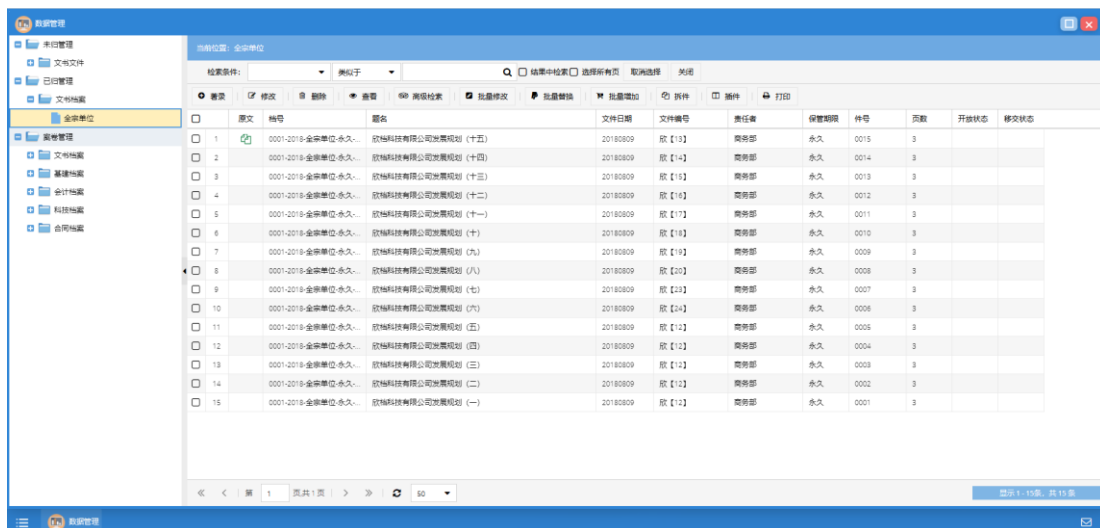 数据管理
未归管理
文书文件
已归管理
文书档案
全宗单位
案卷管理
文书档案
基建档案
会计档案
科技档案
合同档案
当前位置：全宗单位
检索条件： 类似于 结果中检索 选择所有页 取消选择 关闭
著录 修改 删除 查看 高级检索 批量修改 批量替换 批量增加 拆件 插件 打印
原文 档号 题名 文件日期 文件编号 责任者 保管期限 件号 页数 开放状态 移交状态
1 0001-2018-全宗单位-永久-... 欣档科技有限公司发展规划（十五） 20180809 欣【13】 商务部 永久 0015 3
2 0001-2018-全宗单位-永久-... 欣档科技有限公司发展规划（十四） 20180809 欣【14】 商务部 永久 0014 3
3 0001-2018-全宗单位-永久-... 欣档科技有限公司发展规划（十三） 20180809 欣【15】 商务部 永久 0013 3
4 0001-2018-全宗单位-永久-... 欣档科技有限公司发展规划（十二） 20180809 欣【16】 商务部 永久 0012 3
5 0001-2018-全宗单位-永久-... 欣档科技有限公司发展规划（十一） 20180809 欣【17】 商务部 永久 0011 3
6 0001-2018-全宗单位-永久-... 欣档科技有限公司发展规划（十） 20180809 欣【18】 商务部 永久 0010 3
7 0001-2018-全宗单位-永久-... 欣档科技有限公司发展规划（九） 20180809 欣【19】 商务部 永久 0009 3
8 0001-2018-全宗单位-永久-... 欣档科技有限公司发展规划（八） 20180809 欣【20】 商务部 永久 0008 3
9 0001-2018-全宗单位-永久-... 欣档科技有限公司发展规划（七） 20180809 欣【23】 商务部 永久 0007 3
10 0001-2018-全宗单位-永久-... 欣档科技有限公司发展规划（六） 20180809 欣【24】 商务部 永久 0006 3
11 0001-2018-全宗单位-永久-... 欣档科技有限公司发展规划（五） 20180809 欣【12】 商务部 永久 0005 3
12 0001-2018-全宗单位-永久-... 欣档科技有限公司发展规划（四） 20180809 欣【12】 商务部 永久 0004 3
13 0001-2018-全宗单位-永久-... 欣档科技有限公司发展规划（三） 20180809 欣【12】 商务部 永久 0003 3
14 0001-2018-全宗单位-永久-... 欣档科技有限公司发展规划（二） 20180809 欣【12】 商务部 永久 0002 3
15 0001-2018-全宗单位-永久-... 欣档科技有限公司发展规划（一） 20180809 欣【12】 商务部 永久 0001 3
第 1 页,共1页 50 显示1-15条，共15条
数据管理